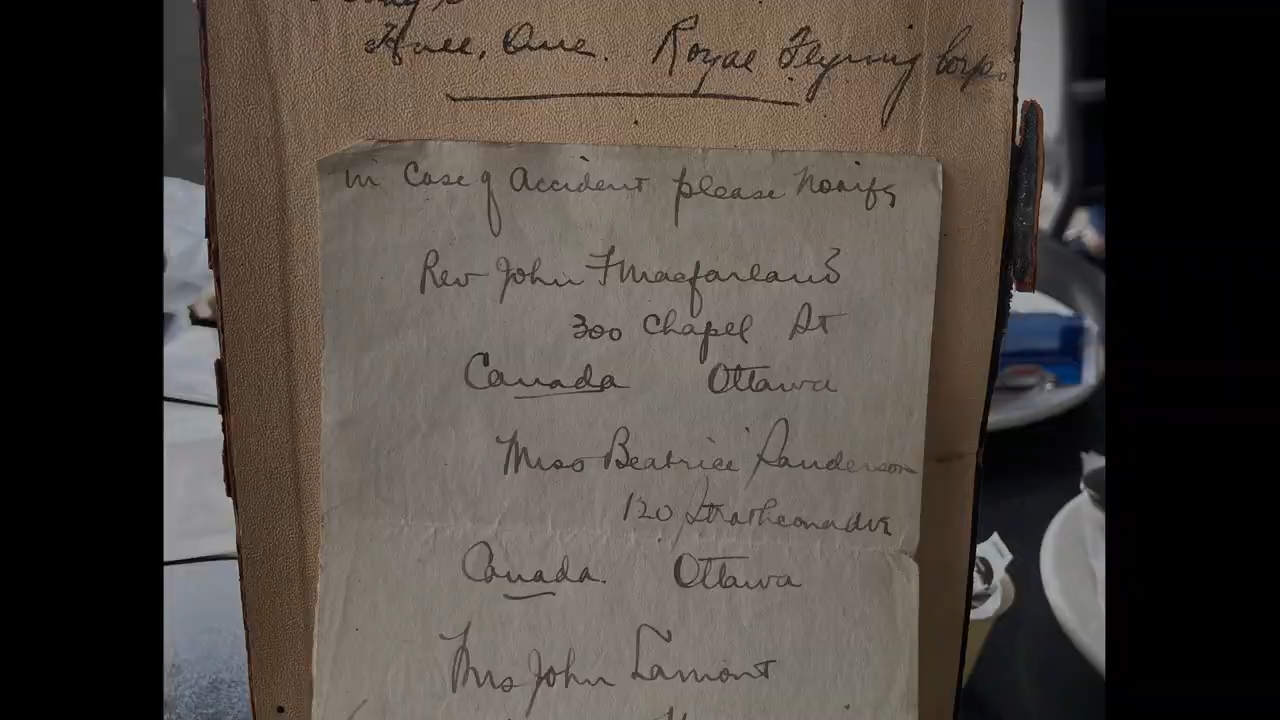 Hull, Que. Royal Flying Corps.
in Case of Accident please Notify
Rev John F Macfarland
300 Chapel St
Canada Ottawa
Miss Beatrice Sanderson
120 Strathcona Ave
Canada. Ottawa
Mrs John Lamont